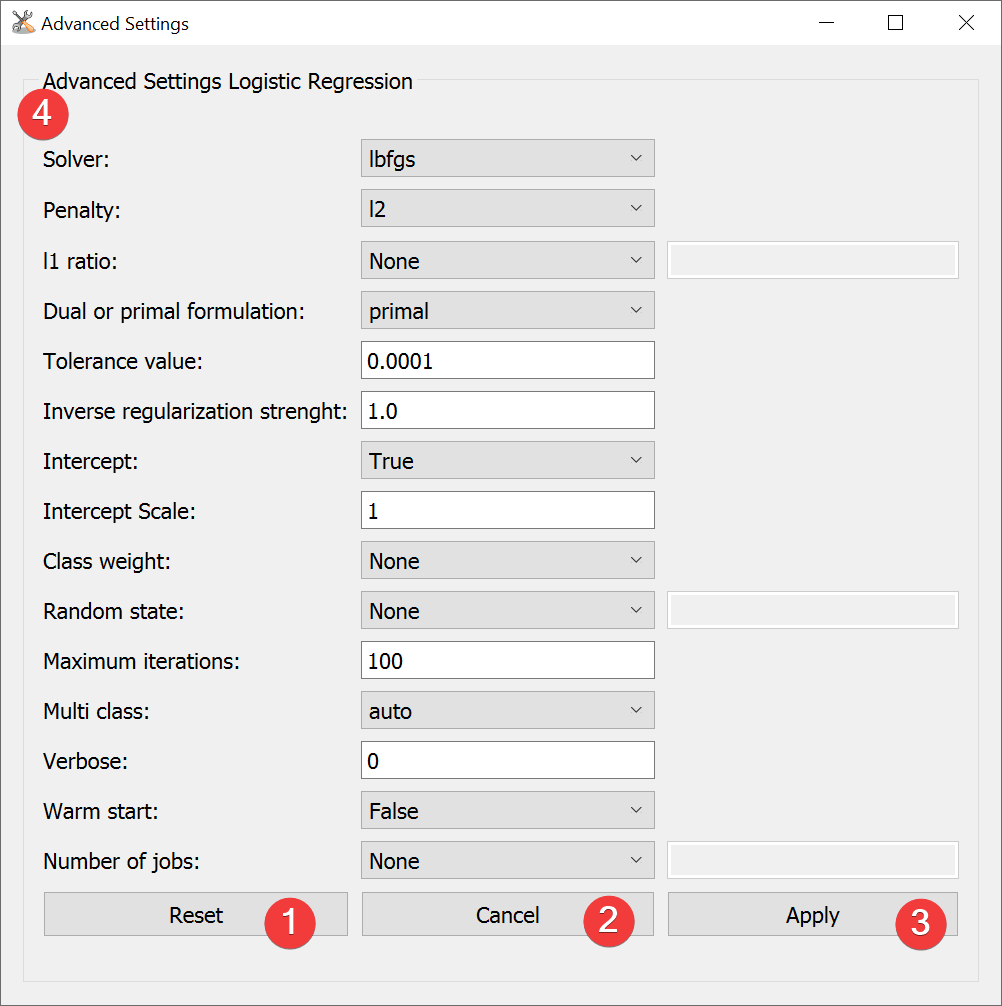 Advanced Settings
Advanced Settings Logistic Regression
4
Solver: lbfgs
Penalty: l2
l1 ratio: None
Dual or primal formulation: primal
Tolerance value: 0.0001
Inverse regularization strenght: 1.0
Intercept: True
Intercept Scale: 1
Class weight: None
Random state: None
Maximum iterations: 100
Multi class: auto
Verbose: 0
Warm start: False
Number of jobs: None
Reset 1 Cancel 2 Apply 3